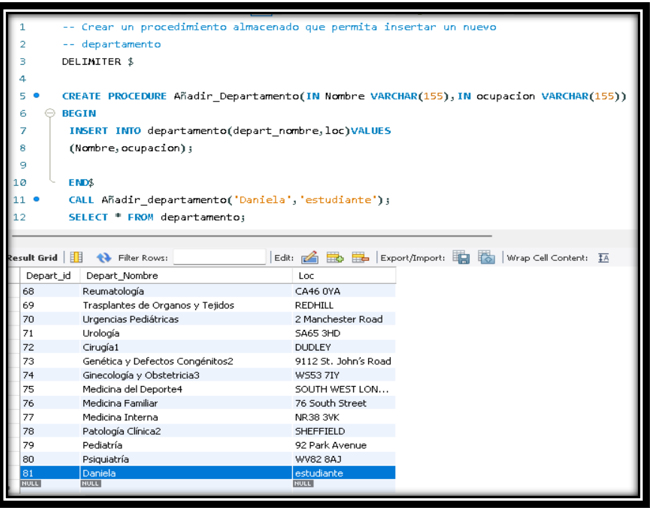 1 -- Crear un procedimiento almacenado que permita insertar un nuevo
2 -- departamento
3 DELIMITER $
4
5 CREATE PROCEDURE Añadir_Departamento(IN Nombre VARCHAR(155),IN ocupacion VARCHAR(155))
6 BEGIN
7 INSERT INTO departamento(depart_nombre,loc)VALUES
8 (Nombre,ocupacion);
9
10 END$
11 CALL Añadir_departamento('Daniela','estudiante');
12 SELECT * FROM departamento;
Result Grid Filter Rows: Edit: Export/Import: Wrap Cell Content: IA
Depart_id Depart_Nombre Loc
68 Reumatología CA46 0YA
69 Trasplantes de Organos y Tejidos REDHILL
70 Urgencias Pediátricas 2 Manchester Road
71 Urología SA65 3HD
72 Cirugía1 DUDLEY
73 Genética y Defectos Congénitos2 9112 St. John's Road
74 Ginecología y Obstetricia3 WS53 7IY
75 Medicina del Deporte4 SOUTH WEST LON...
76 Medicina Familiar 76 South Street
77 Medicina Interna NR38 3VK
78 Patología Clínica2 SHEFFIELD
79 Pediatría 92 Park Avenue
80 Psiquiatría WV82 8AJ
81 Daniela estudiante
NULL NULL NULL